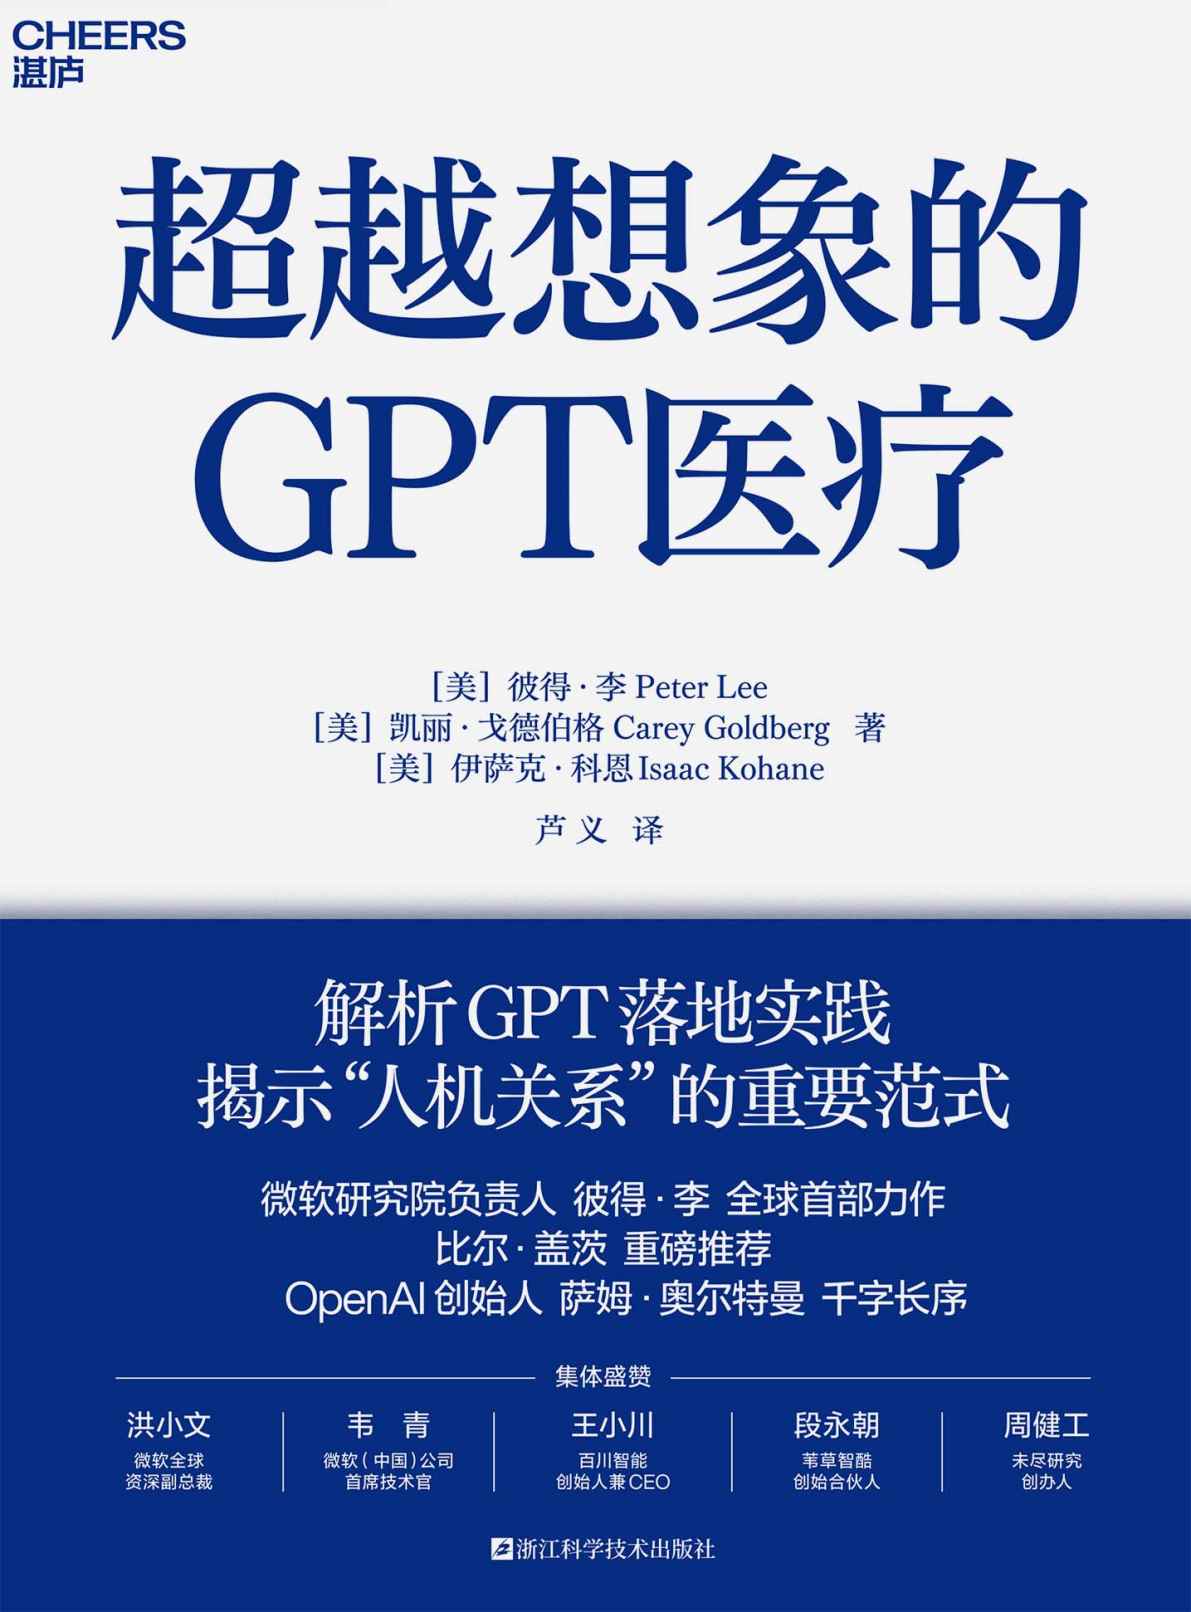 CHEERS
湛庐
超越想象的
GPT医疗
[美] 彼得·李 Peter Lee
[美] 凯丽·戈德伯格 Carey Goldberg 著
[美] 伊萨克·科恩 Isaac Kohane
芦义 译
解析GPT落地实践
揭示“人机关系”的重要范式
微软研究院负责人 彼得·李 全球首部力作
比尔·盖茨 重磅推荐
OpenAI创始人 萨姆·奥尔特曼 千字长序
集体盛赞
洪小文
微软全球
资深副总裁
韦 青
微软(中国)公司
首席技术官
王小川
百川智能
创始人兼CEO
段永朝
苇草智酷
创始合伙人
周健工
未尽研究
创办人
浙江科学技术出版社